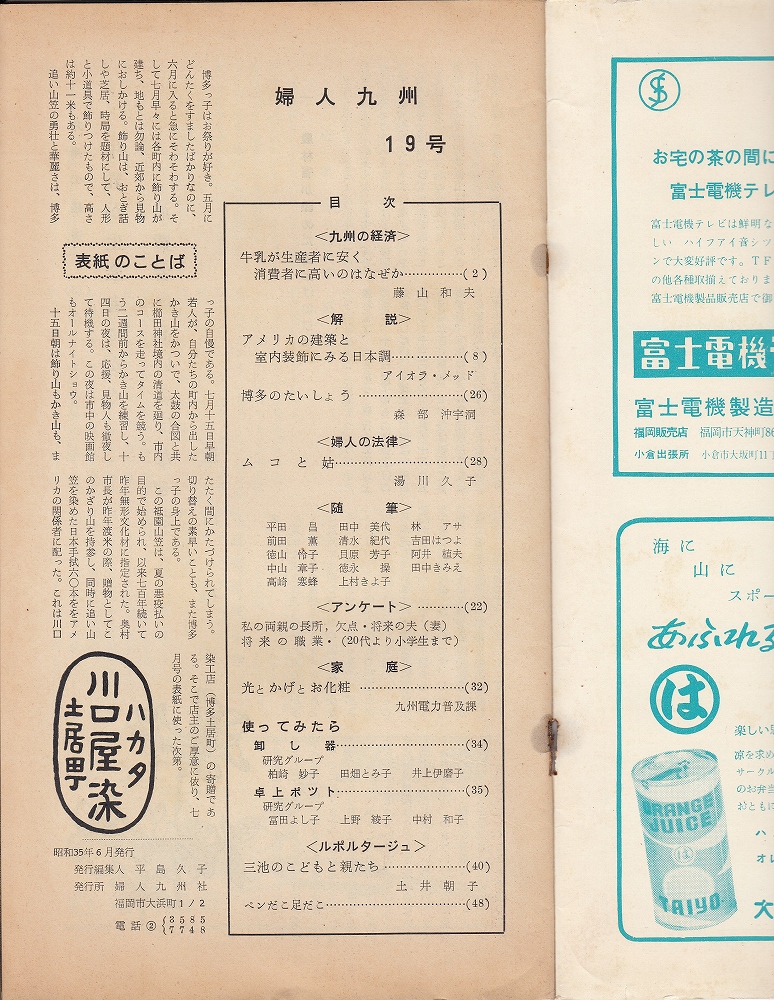 婦人九州
19号
目次
＜九州の経済＞
牛乳が生産者に安く
消費者に高いのはなぜか……………(2)
藤山和夫
＜解説＞
アメリカの建築と
室内装飾にみる日本調…………(8)
アイオラ・メッド
博多のたいしょう……………………(26)
森部沖宇洞
＜婦人の法律＞
ムコと姑………………………(28)
湯川久子
＜随筆＞
平田昌　田中美代　林アサ
前田薫　清水紀代　吉田はつよ
徳山怜子　貝原芳子　阿井植夫
中山章子　徳永操　田中きみえ
高崎寒蜂　上村きよ子
＜アンケート＞…………(22)
私の両親の長所，欠点・将来の夫（妻）
将来の職業・（20代より小学生まで）
＜家庭＞
光とかげとお化粧……………………(32)
九州電力普及課
使ってみたら
卸し器…………………………(34)
研究グループ
柏崎妙子　田畑とみ子　井上伊磨子
卓上ポット……………………(35)
研究グループ
冨田よし子　上野綾子　中村和子
＜ルポルタージュ＞
三池のこどもと親たち………………(40)
土井朝子
ペンだこ足だこ………………………(48)
博多っ子はお祭りが好き。五月に
どんたくをすましたばかりなのに、
六月に入ると急にそわそわする。そ
して七月早々には各町内に飾り山が
建ち、地もとは勿論、近郊から見物
におしかける。飾り山は、おとぎ話
しや芝居、時局を題材にして、人形
と小道具で飾りつけたもので、高さ
は約十一米もある。
追い山笠の勇壮と華麗さは、博多
表紙のことば
っ子の自慢である。七月十五日早朝
若人が、自分たちの町内から出した
かき山をかついで、太鼓の合図と共
に櫛田神社境内の清道を廻り、市内
のコースを走ってタイムを競う。も
う二週間前からかき山を練習し、十
四日の夜は、応援、見物人も徹夜し
て待機する。この夜は市中の映画館
もオールナイトショウ。
十五日朝は飾り山もかき山も、ま
たたく間にかたづけられてしまう。
切り替えの素早いことも、また博多
っ子の身上である。
この祇園山笠は、夏の悪疫払いの
目的で始められ、以来七百年続いて
昨年無形文化材に指定された。奥村
市長が昨年渡米の際、贈物としてこ
のかざり山を持参し、同時に追い山
笠を染めた日本手拭六〇本をアメ
リカの関係者に配った。これは川口
染工店（博多土居町）の寄贈であ
る。そこで店主のご厚意に依り、七
月号の表紙に使った次第。
ハカタ
川口屋染
土居町
昭和35年6月発行
発行編集人　平島久子
発行所　婦人九州社
福岡市大浜町1/2
電話②{3585
7748
お宅の茶の間に
富士電機テレ
富士電機テレビは鮮明な
しい　ハイファイ音シブ
ンで大変好評です。TF
の他各種取揃えておりま
富士電機製品販売店で御
富士電機テ
富士電機製造
福岡販売店　福岡市天神町86
小倉出張所　小倉市大坂町11丁
海に
山に
スポー
あふれる
は
楽しい
涼を求め
サークル
のお弁当
おともに
ハ
オレ
大
ORANGE
JUICE
は
TAIYO